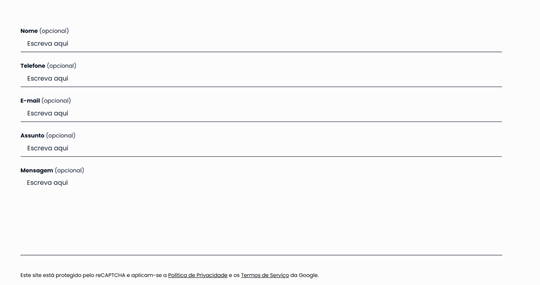 Nome (opcional)
Escreva aqui
Telefone (opcional)
Escreva aqui
E-mail (opcional)
Escreva aqui
Assunto (opcional)
Escreva aqui
Mensagem (opcional)
Escreva aqui
Este site está protegido pelo reCAPTCHA e aplicam-se a Política de Privacidade e os Termos de Serviço da Google.